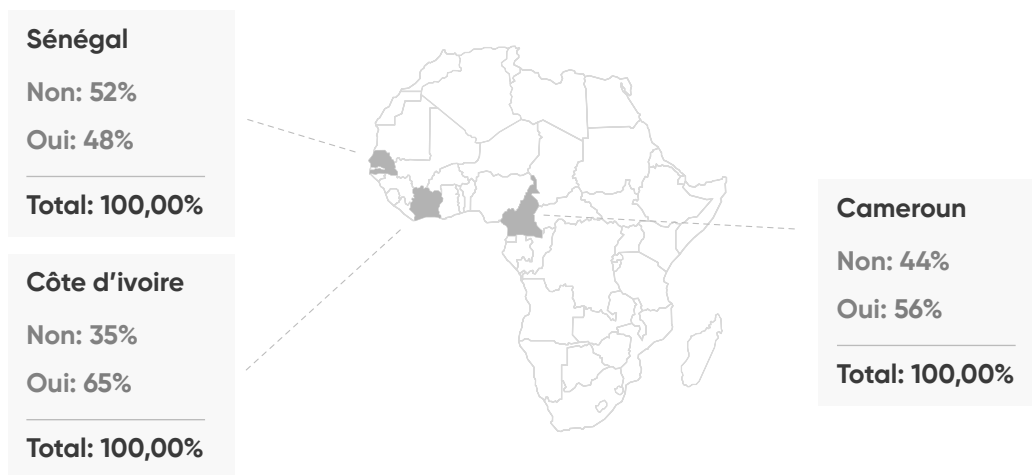 Sénégal
Non: 52%
Oui: 48%
Total: 100,00%
Côte d’ivoire
Non: 35%
Oui: 65%
Total: 100,00%
Cameroun
Non: 44%
Oui: 56%
Total: 100,00%